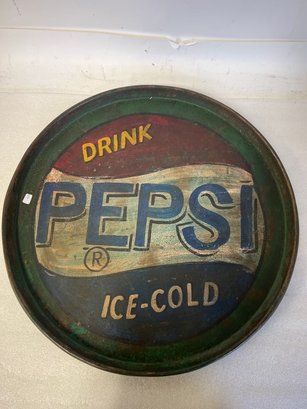 DRINK
PEPSI
®
ICE-COLD